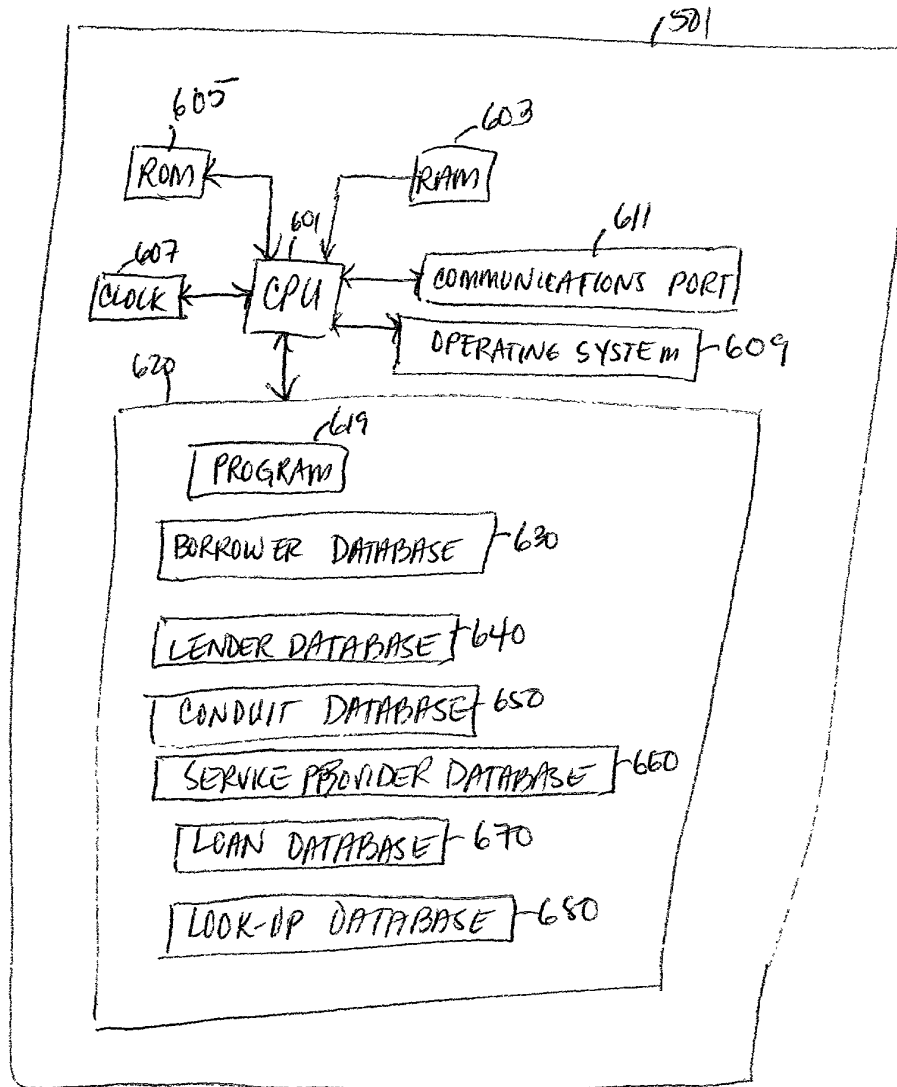 501
605
603
ROM
RAM
611
601
607
CLOCK
CPU
COMMUNICATIONS PORT
OPERATING SYSTEM
609
620
619
PROGRAM
BORROWER DATABASE
630
LENDER DATABASE
640
CONDUIT DATABASE
650
SERVICE PROVIDER DATABASE
660
LOAN DATABASE
670
LOOK-UP DATABASE
680